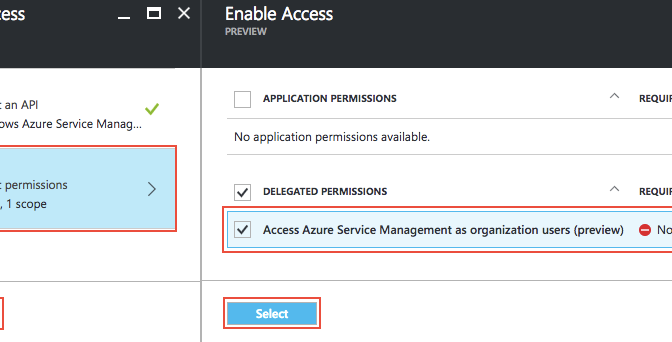 cess
Enable Access
PREVIEW
t an API
ows Azure Service Manag...
APPLICATION PERMISSIONS
REQUI
No application permissions available.
t permissions
, 1 scope
DELEGATED PERMISSIONS
REQUI
Access Azure Service Management as organization users (preview)
No
Select